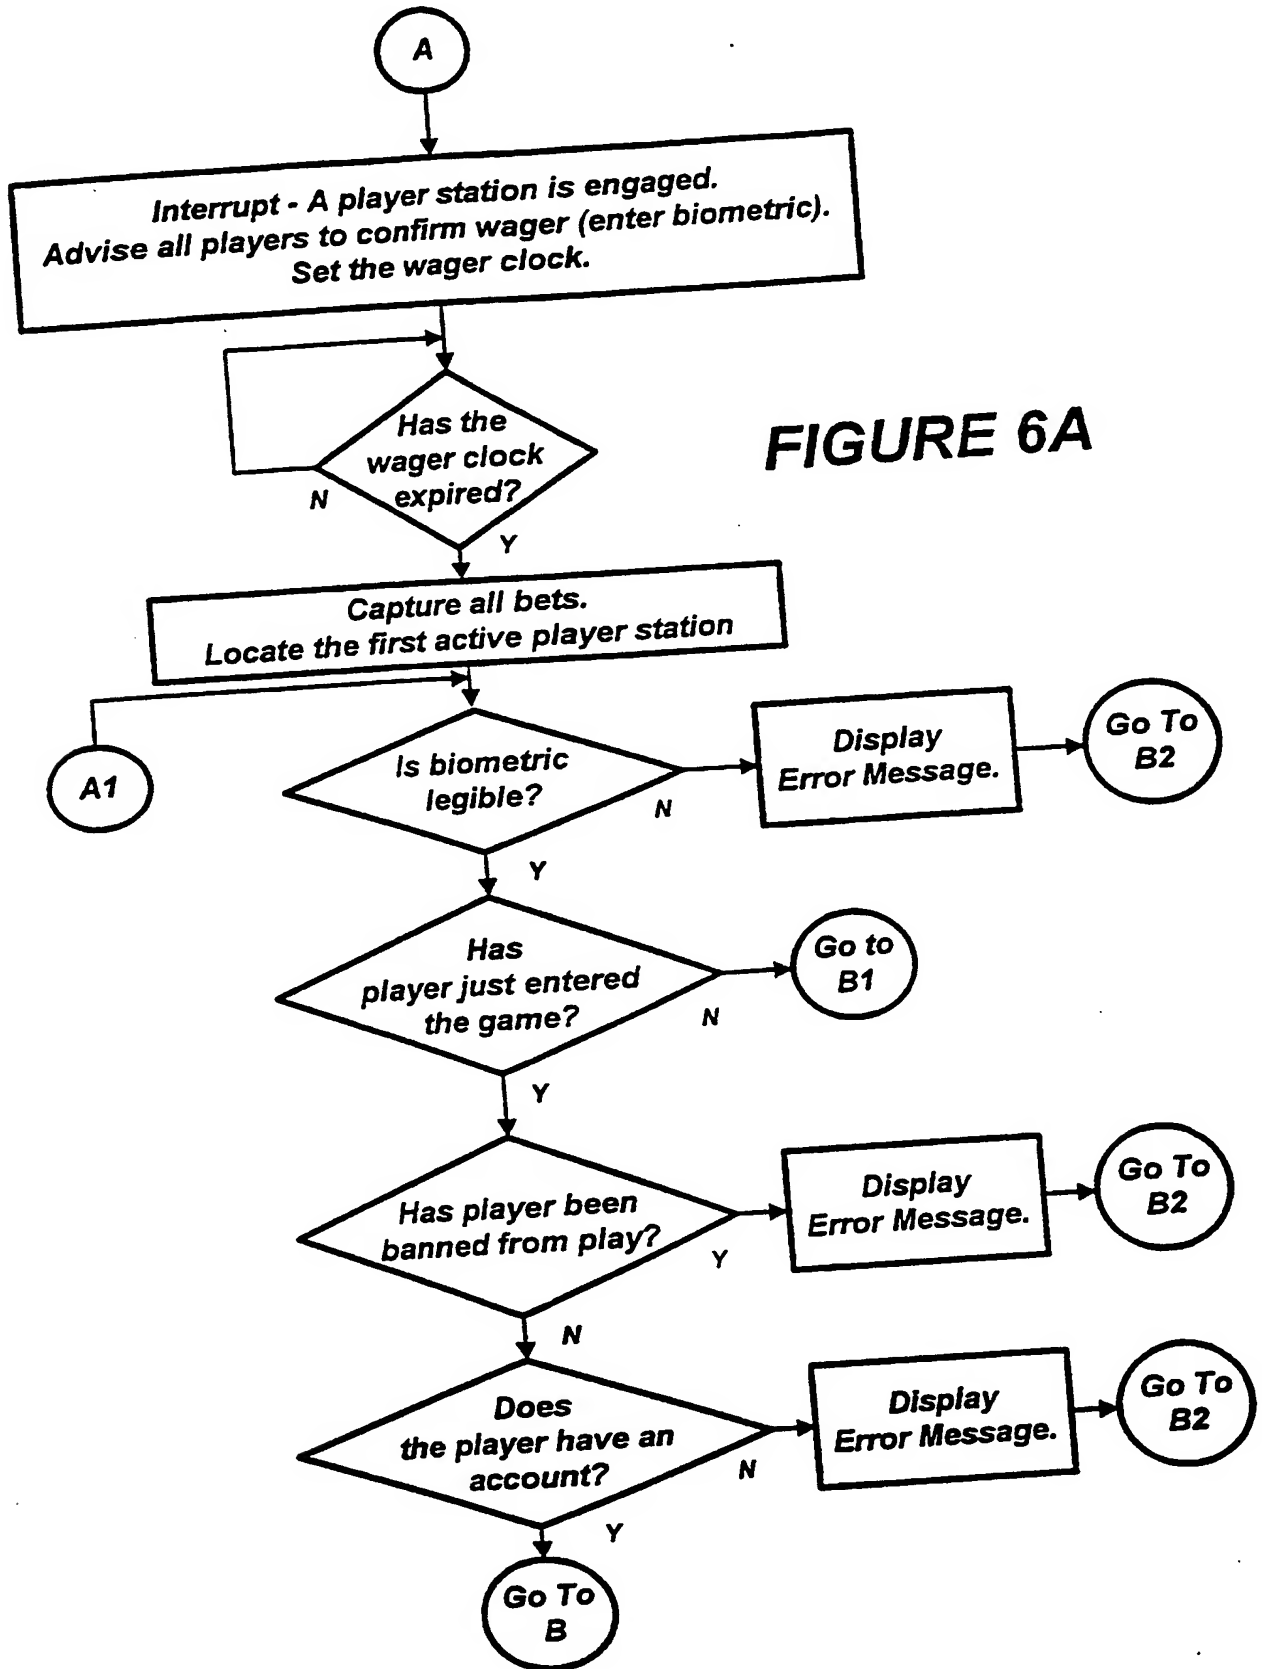 A
Interrupt - A player station is engaged.
Advise all players to confirm wager (enter biometric).
Set the wager clock.
Has the
wager clock
expired?
N
Y
FIGURE 6A
Capture all bets.
Locate the first active player station
A1
Is biometric
legible?
N
Y
Display
Error Message.
Go To
B2
Has
player just entered
the game?
N
Y
Go to
B1
Has player been
banned from play?
Y
N
Display
Error Message.
Go To
B2
Does
the player have an
account?
N
Y
Display
Error Message.
Go To
B2
Go To
B